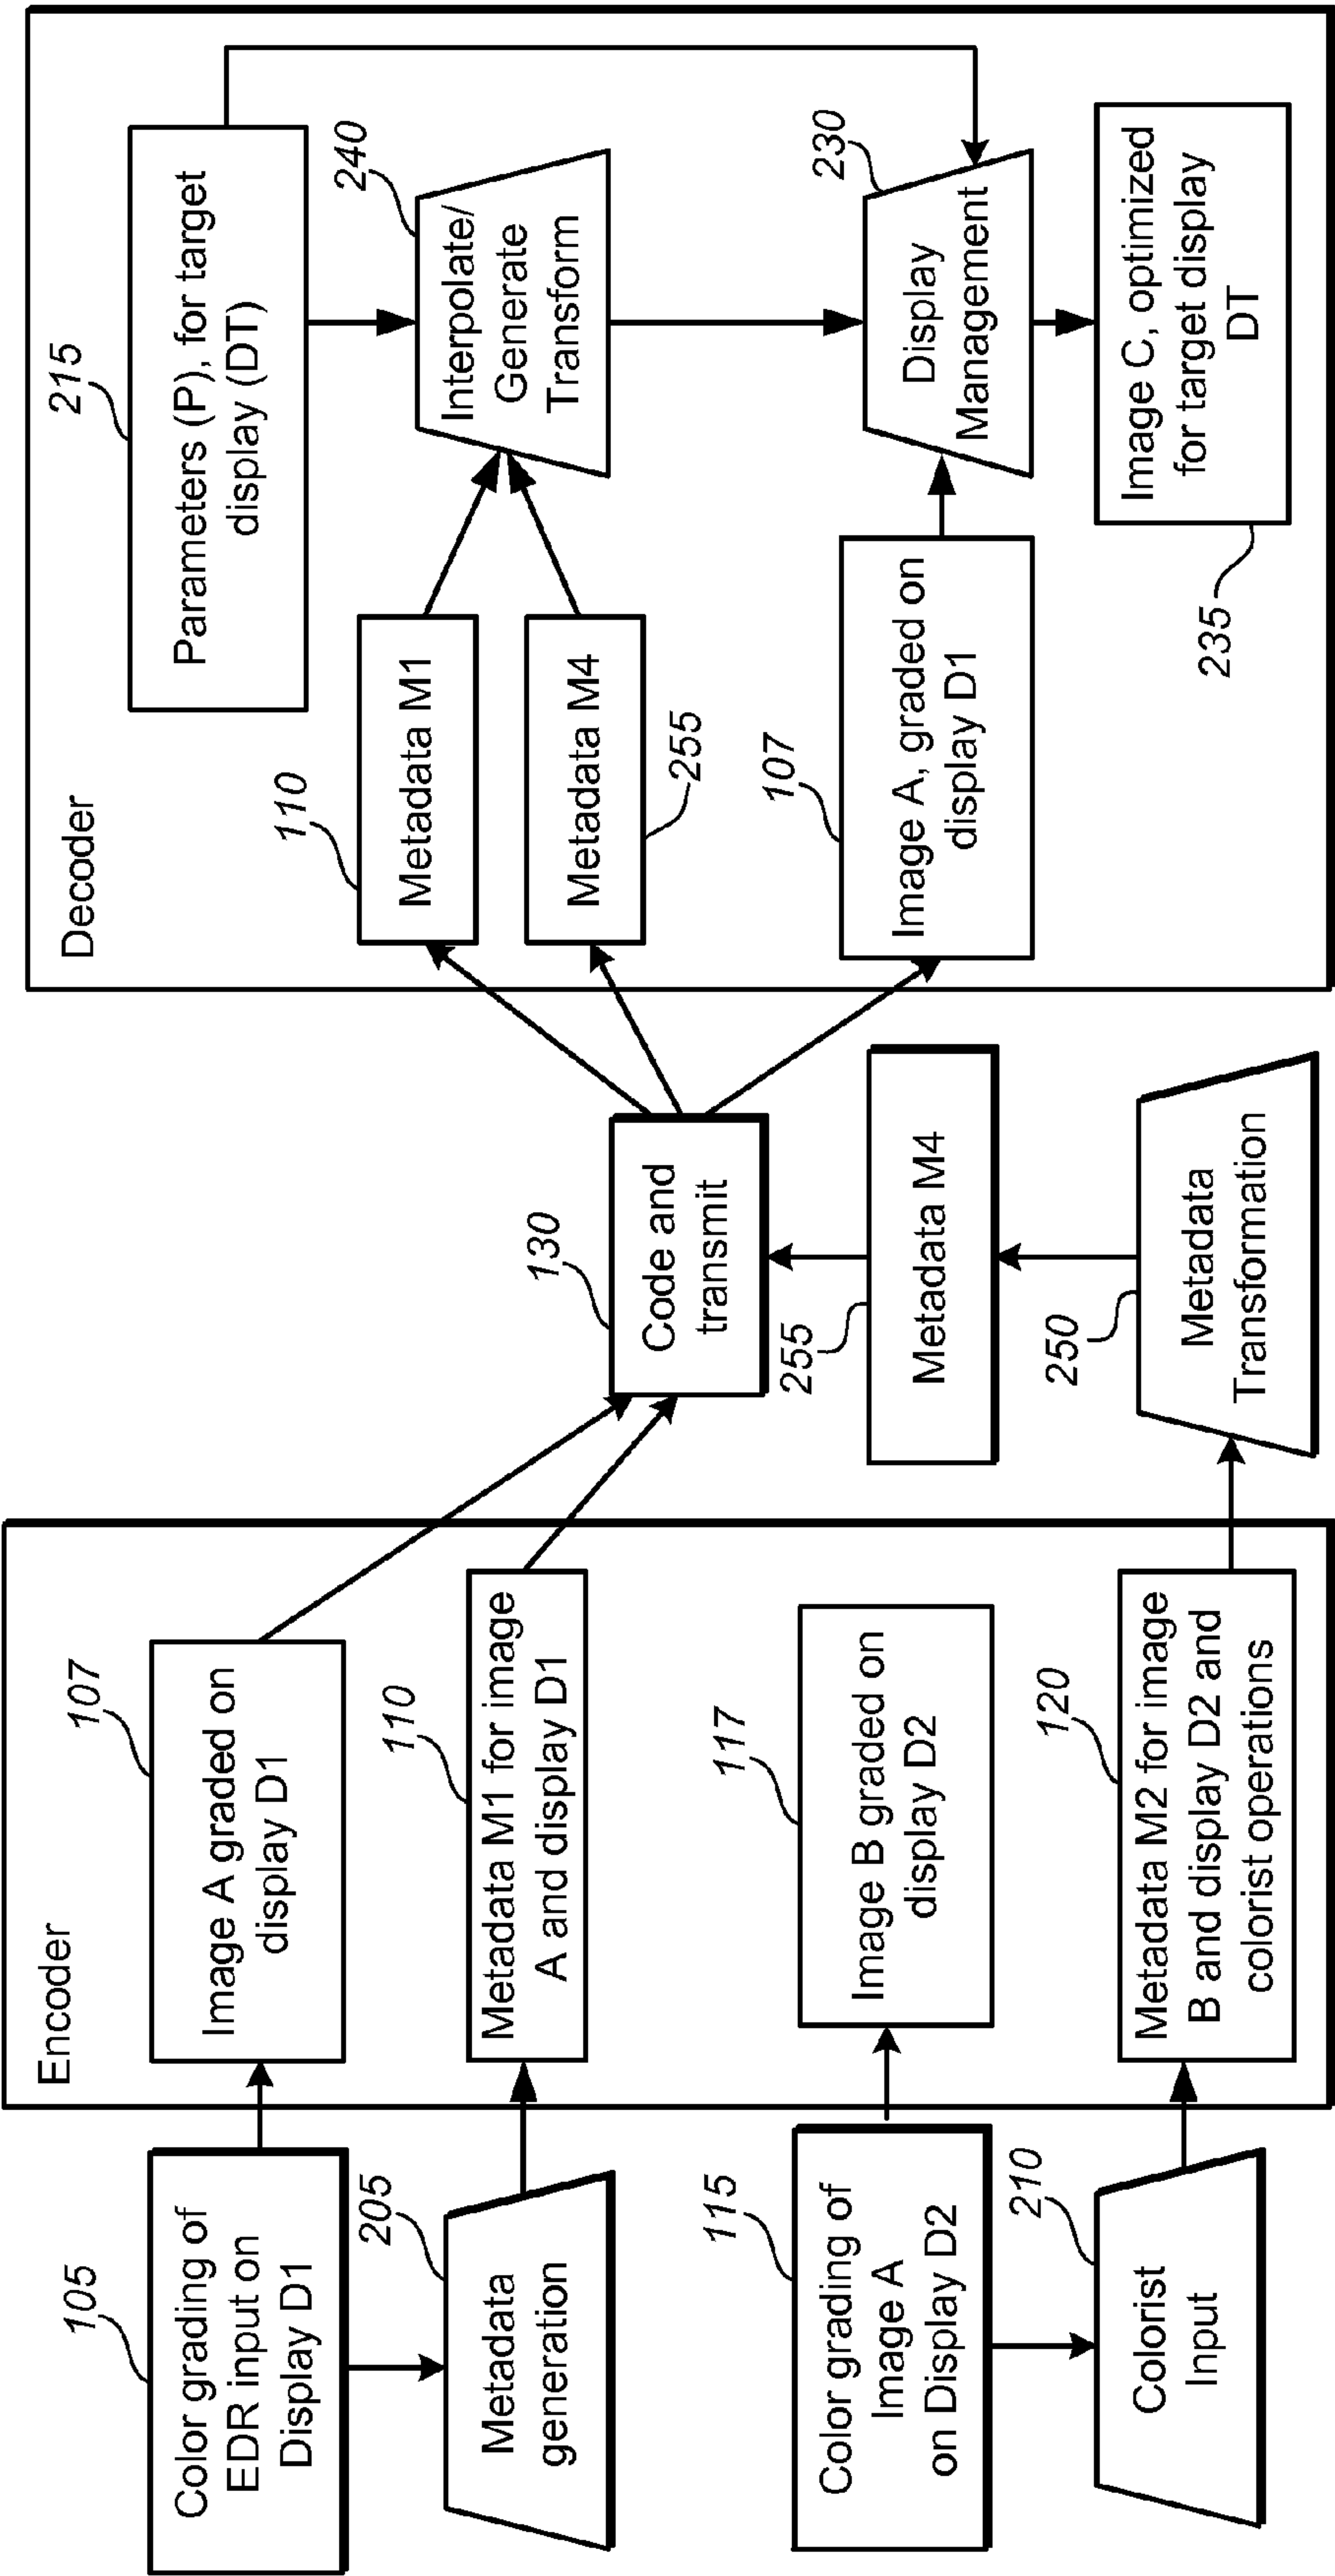 105
Color grading of
EDR input on
Display D1
205
Metadata
generation
115
Color grading of
Image A
on Display D2
210
Colorist
Input
Encoder
107
Image A graded on
display D1
110
Metadata M1 for image
A and display D1
117
Image B graded on
display D2
120
Metadata M2 for image
B and display D2 and
colorist operations
130
Code and
transmit
255
Metadata M4
250
Metadata
Transformation
Decoder
215
Parameters (P), for target
display (DT)
110
Metadata M1
Metadata M4
255
240
Interpolate/
Generate
Transform
107
Image A, graded on
display D1
230
Display
Management
Image C, optimized
for target display
DT
235